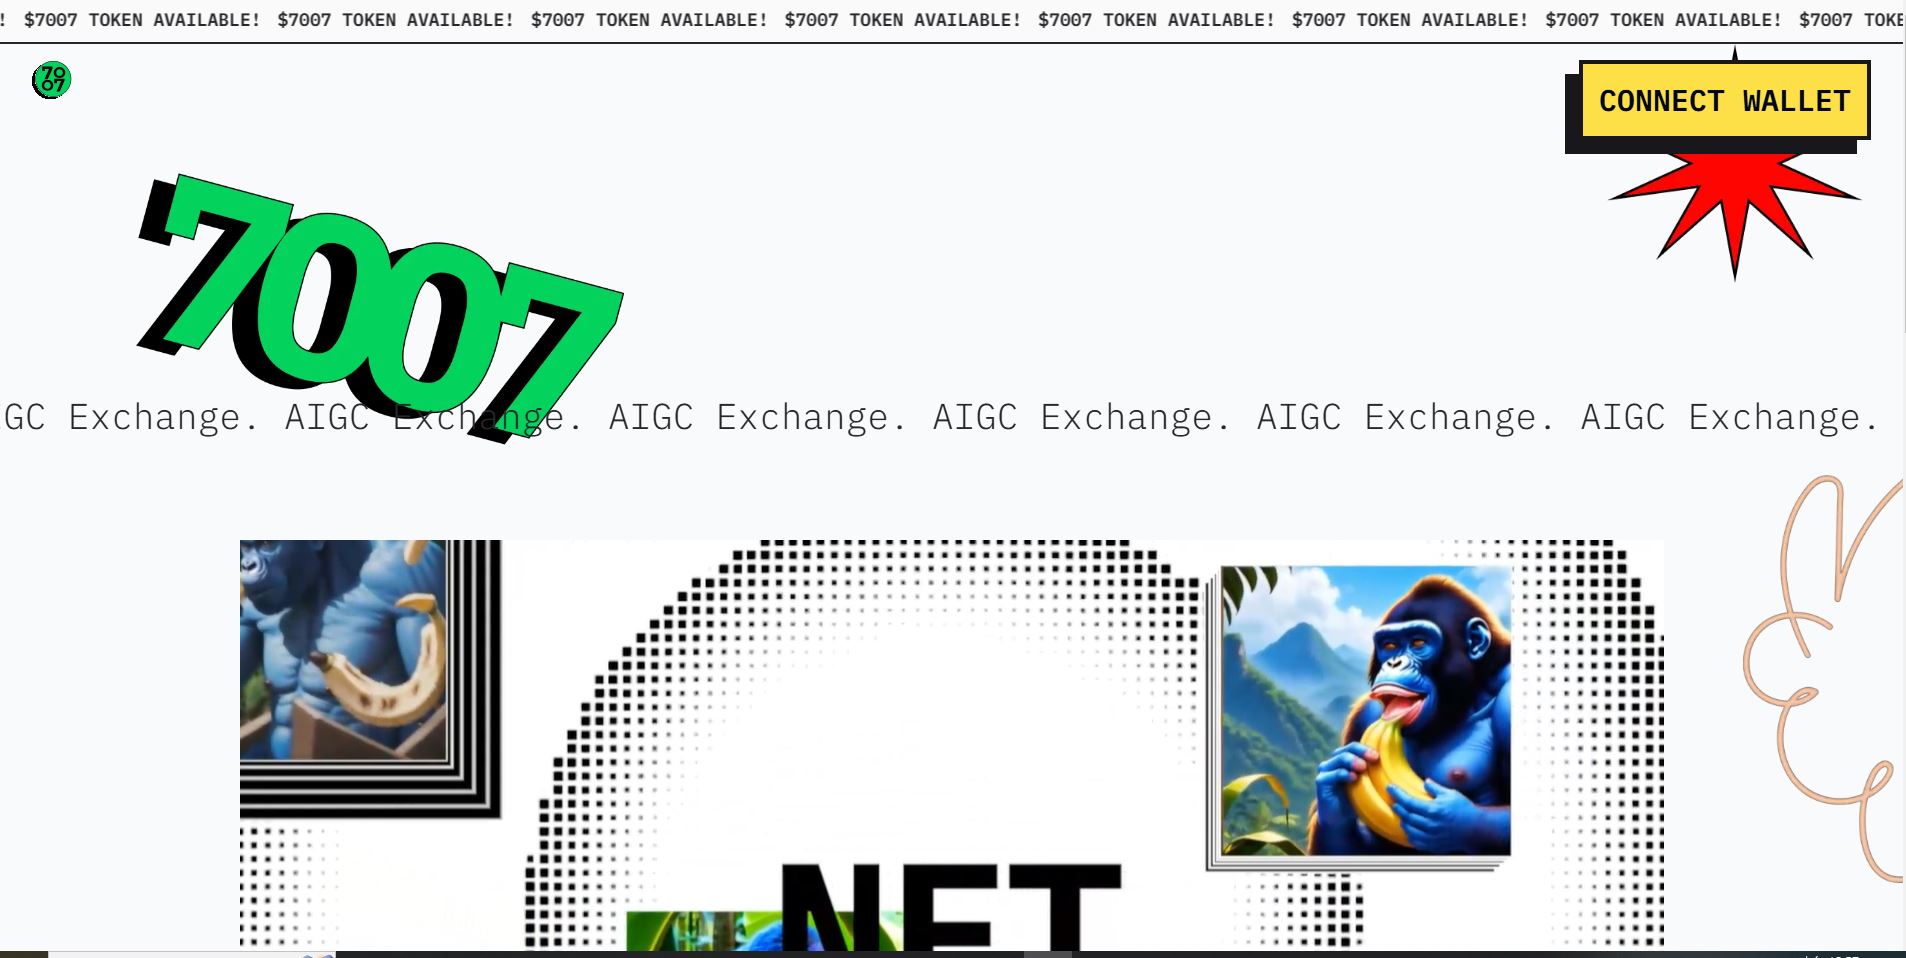 ! $7007 TOKEN AVAILABLE! $7007 TOKEN AVAILABLE! $7007 TOKEN AVAILABLE! $7007 TOKEN AVAILABLE! $7007 TOKEN AVAILABLE! $7007 TOKEN AVAILABLE! $7007 TOKEN AVAILABLE! $7007 TOKE
70
07
CONNECT WALLET
7007
IGC Exchange. AIGC Exchange. AIGC Exchange. AIGC Exchange. AIGC Exchange. AIGC Exchange.
NFT